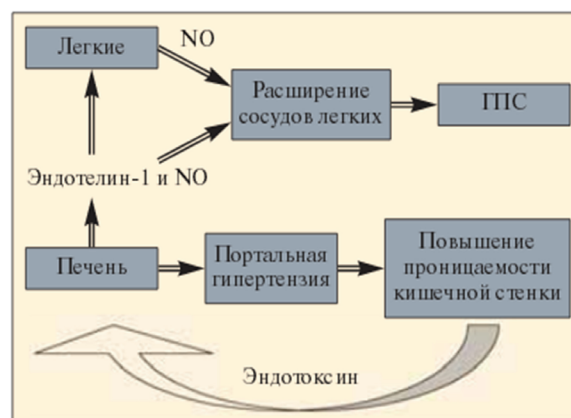 Легкие
NO
Расширение
сосудов легких
ГПС
Эндотелин-1 и NO
Печень
Портальная
гипертензия
Повышение
проницаемости
кишечной стенки
Эндотоксин